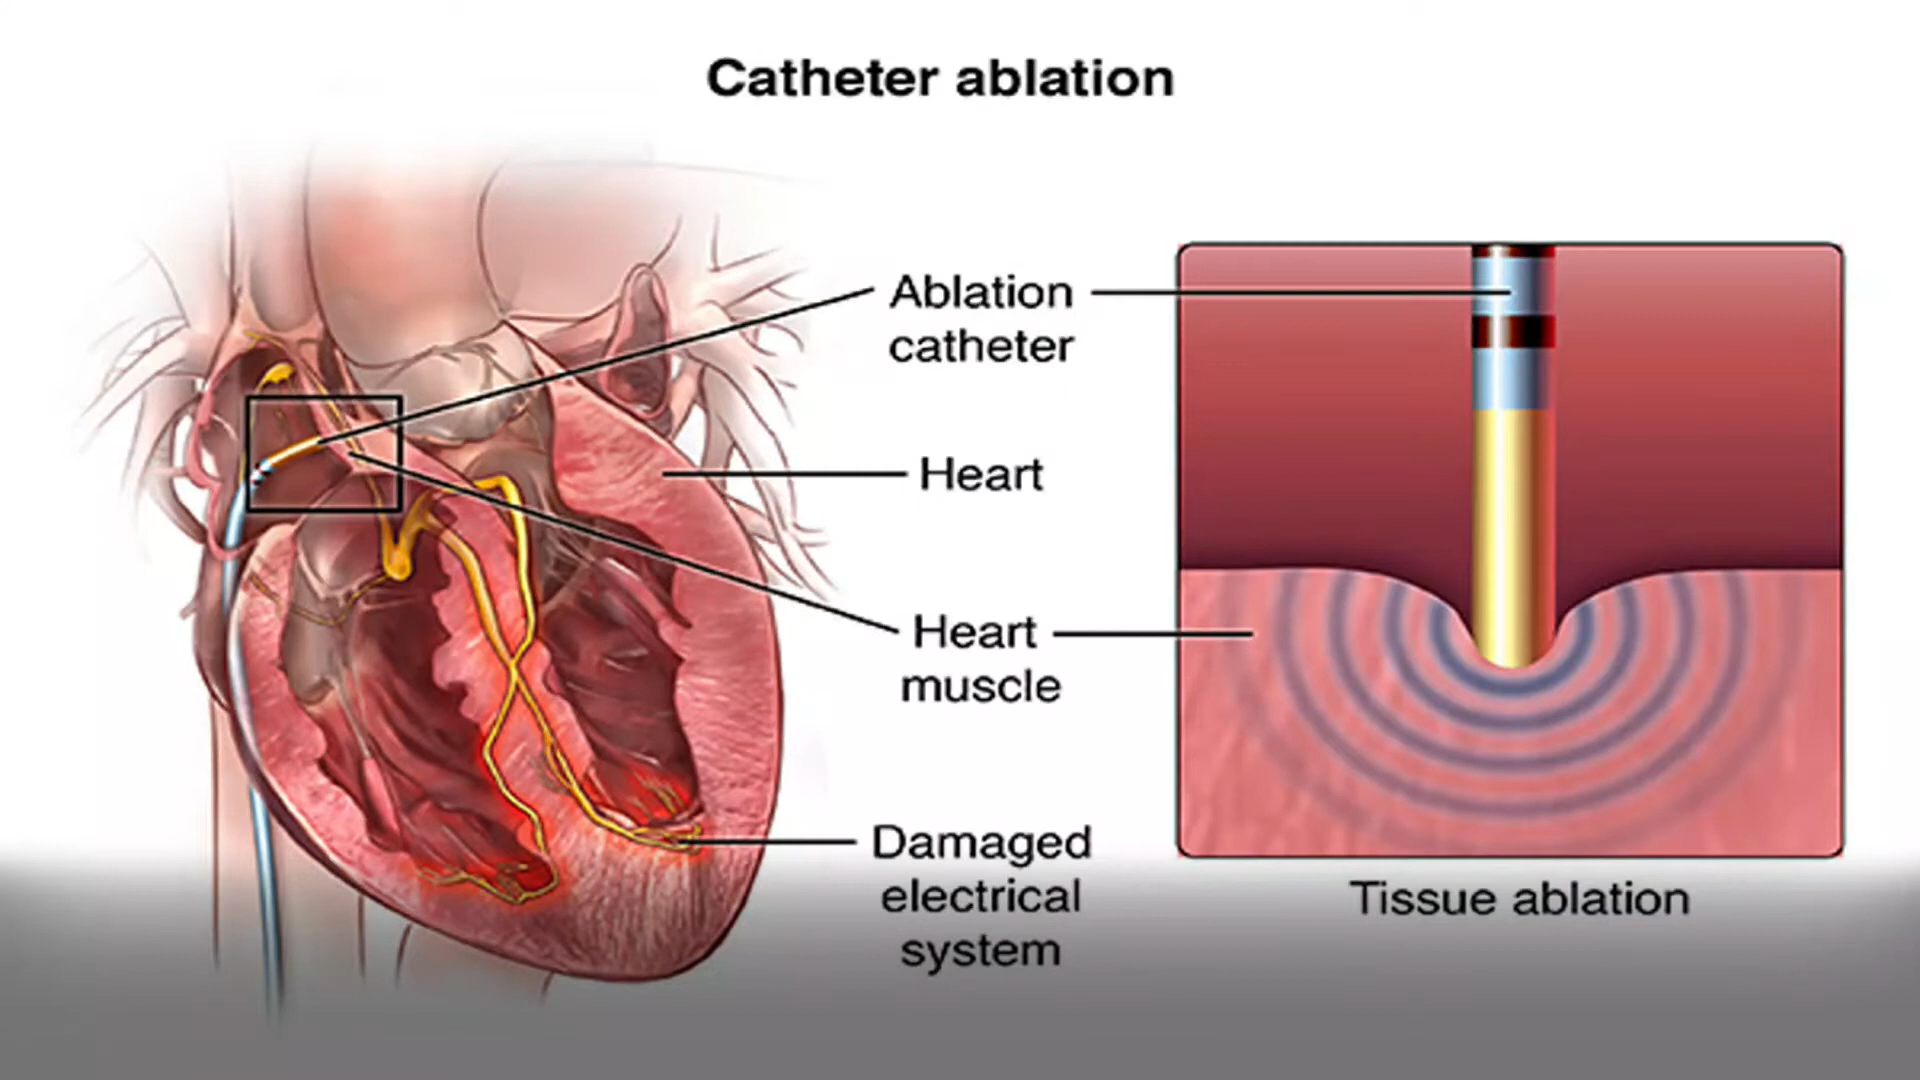 Catheter ablation
Ablation
catheter
Heart
Heart
muscle
Damaged
electrical
system
Tissue ablation